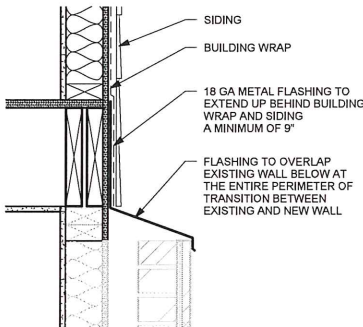 SIDING
BUILDING WRAP
18 GA METAL FLASHING TO
EXTEND UP BEHIND BUILDING
WRAP AND SIDING
A MINIMUM OF 9"
FLASHING TO OVERLAP
EXISTING WALL BELOW AT
THE ENTIRE PERIMETER OF
TRANSITION BETWEEN
EXISTING AND NEW WALL